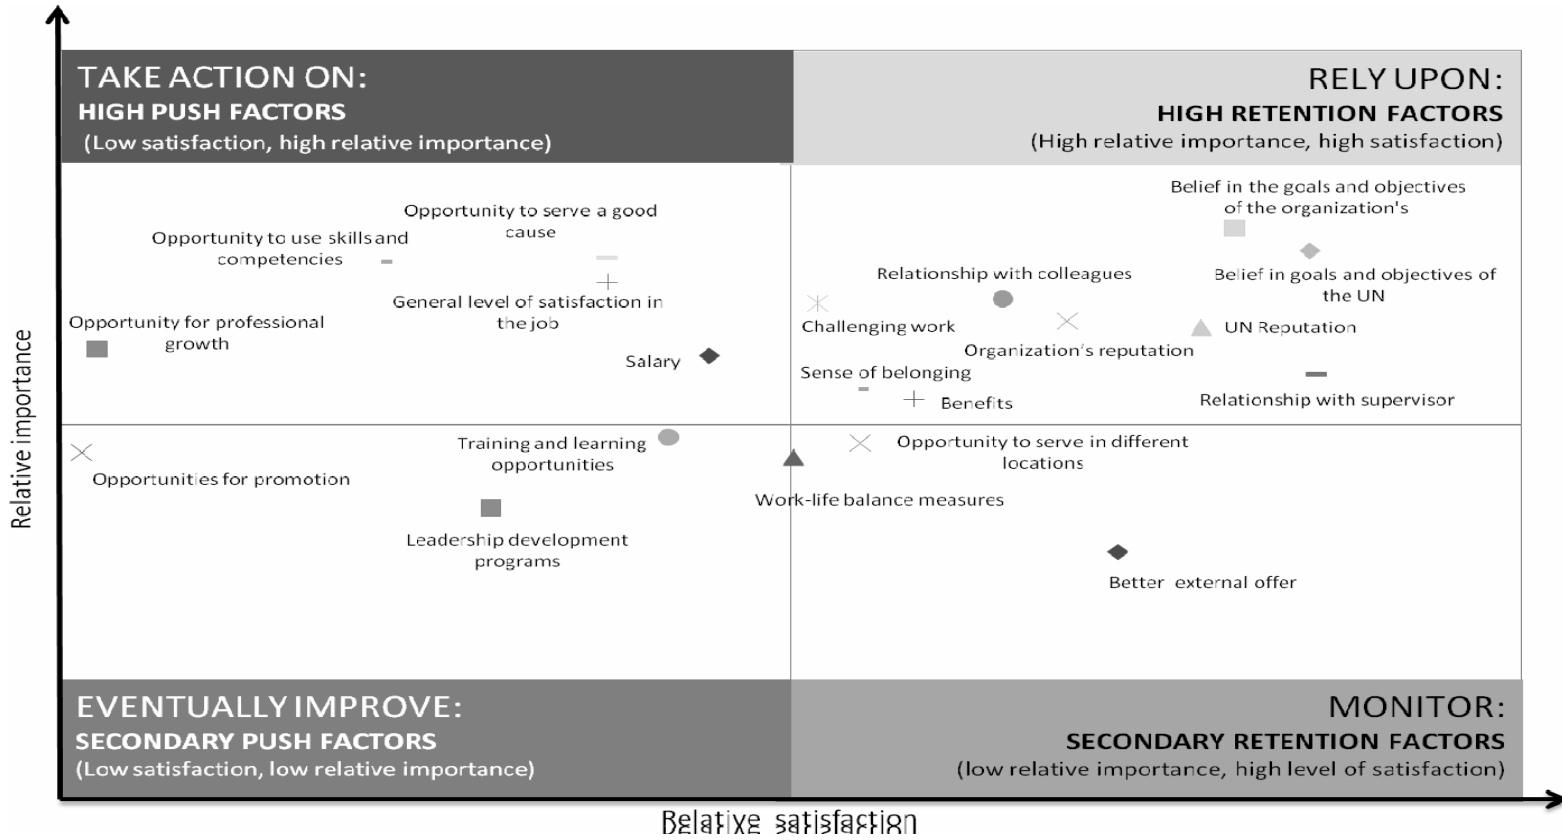 TAKE ACTION ON:
HIGH PUSH FACTORS
(Low satisfaction, high relative importance)
RELY UPON:
HIGH RETENTION FACTORS
(High relative importance, high satisfaction)
Opportunity to serve a good
cause
Opportunity to use skills and
competencies
General level of satisfaction in
the job
Opportunity for professional
growth
Salary
Belief in the goals and objectives
of the organization's
Relationship with colleagues
Belief in goals and objectives of
the UN
Challenging work
UN Reputation
Organization's reputation
Sense of belonging
Benefits
Relationship with supervisor
Training and learning
opportunities
Opportunities for promotion
Leadership development
programs
Opportunity to serve in different
locations
Work-life balance measures
Better external offer
EVENTUALLY IMPROVE:
SECONDARY PUSH FACTORS
(Low satisfaction, low relative importance)
MONITOR:
SECONDARY RETENTION FACTORS
(low relative importance, high level of satisfaction)
Relative importance
Relative satisfaction